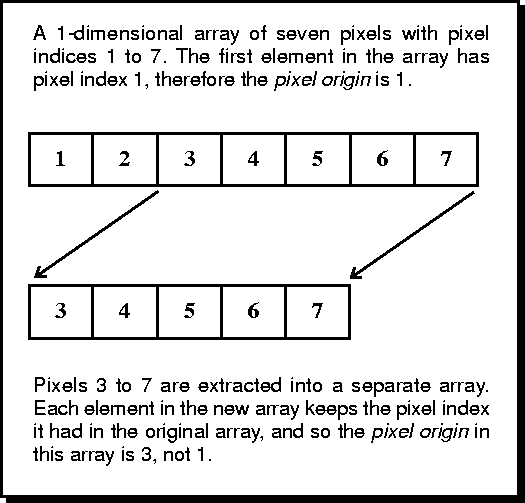 A 1-dimensional array of seven pixels with pixel
indices 1 to 7. The first element in the array has
pixel index 1, therefore the pixel origin is 1.
1 2 3 4 5 6 7
3 4 5 6 7
Pixels 3 to 7 are extracted into a separate array.
Each element in the new array keeps the pixel index
it had in the original array, and so the pixel origin in
this array is 3, not 1.